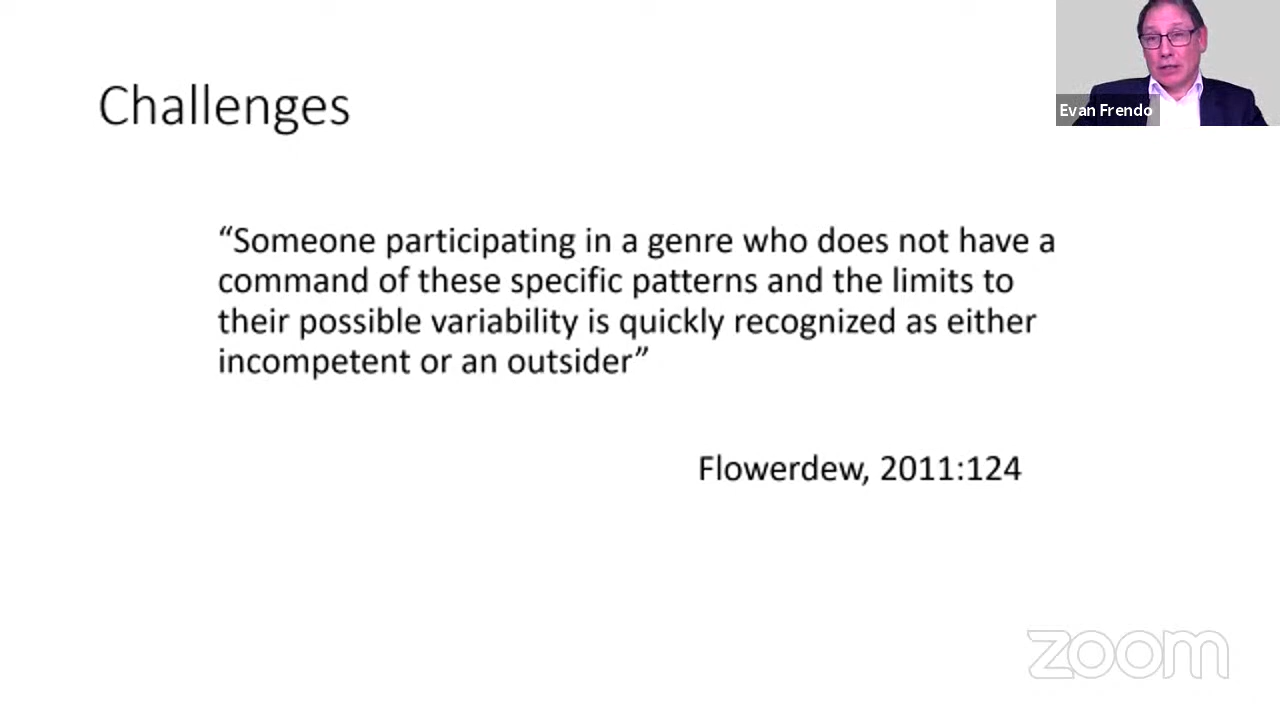 Challenges
Evan Frendo
“Someone participating in a genre who does not have a
command of these specific patterns and the limits to
their possible variability is quickly recognized as either
incompetent or an outsider”
Flowerdew, 2011:124
zoom